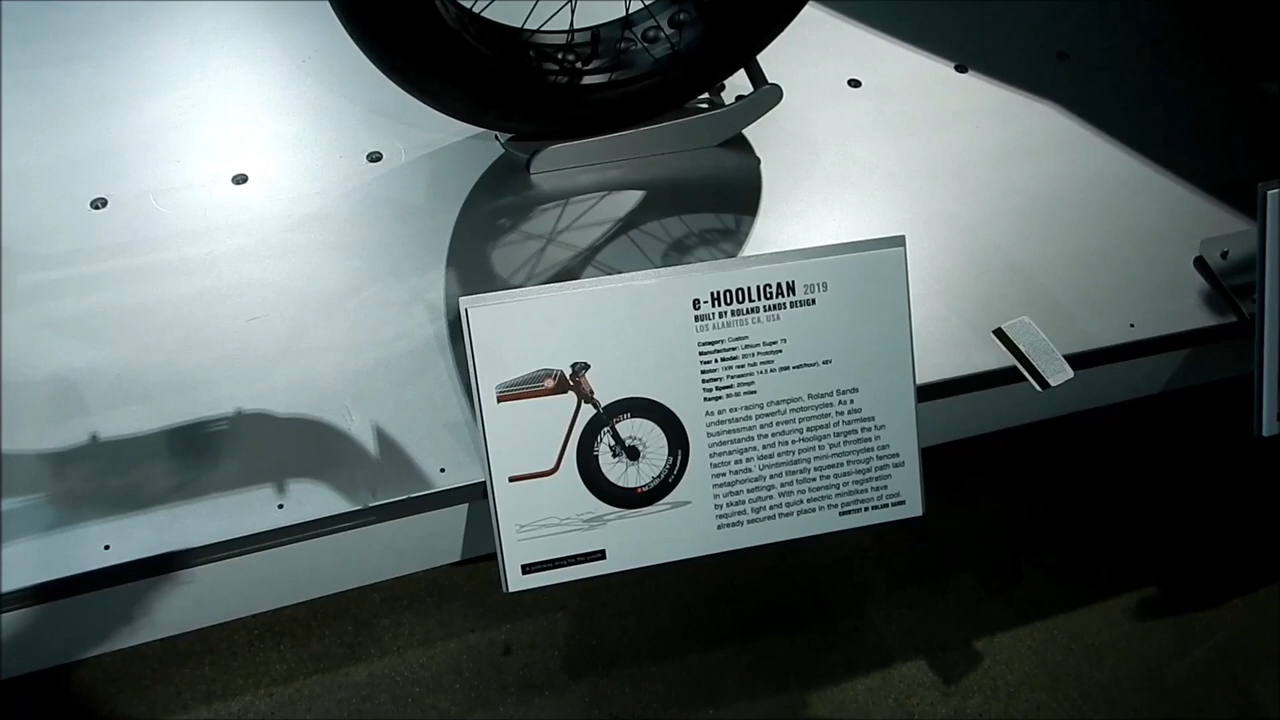 e-HOOLIGAN 2019
BUILT BY ROLAND SANDS DESIGN
LOS ALAMITOS CA, USA
Category: Custom
Manufacturer: Lithium Super 73
Year & Model: 2019 Prototype
Motor: 1kW rear hub motor
Battery: Panasonic 14.5 Ah (696 watt/hour), 48V
Top Speed: 20mph
Range: 30-50 miles
As an ex-racing champion, Roland Sands
understands powerful motorcycles. As a
businessman and event promoter, he also
understands the enduring appeal of harmless
shenanigans, and his e-Hooligan targets the fun
factor as an ideal entry point to 'put throttles in
new hands.' Unintimidating mini-motorcycles can
metaphorically and literally squeeze through fences
in urban settings, and follow the quasi-legal path laid
by skate culture. With no licensing or registration
required, light and quick electric minibikes have
already secured their place in the pantheon of cool.
COURTESY OF ROLAND SANDS
A gateway drug for the youth